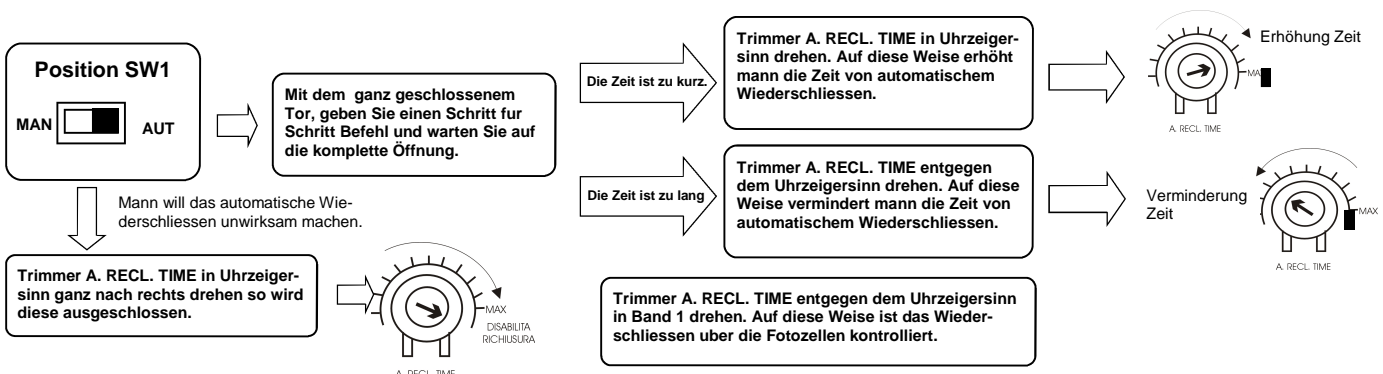 Position SW1
MAN
AUT
Mit dem ganz geschlossenem
Tor, geben Sie einen Schritt fur
Schritt Befehl und warten Sie auf
die komplette Öffnung.
Mann will das automatische Wie-
derschliessen unwirksam machen.
Trimmer A. RECL. TIME in Uhrzeiger-
sinn ganz nach rechts drehen so wird
diese ausgeschlossen.
MAX
DISABILITA
RICHIUSURA
A. RECL. TIME
Die Zeit ist zu kurz.
Trimmer A. RECL. TIME in Uhrzeiger-
sinn drehen. Auf diese Weise erhöht
mann die Zeit von automatischem
Wiederschliessen.
Erhöhung Zeit
MAX
A. RECL. TIME
Die Zeit ist zu lang
Trimmer A. RECL. TIME entgegen
dem Uhrzeigersinn drehen. Auf diese
Weise vermindert mann die Zeit von
automatischem Wiederschliessen.
Verminderung
Zeit
MAX
A. RECL. TIME
Trimmer A. RECL. TIME entgegen dem Uhrzeigersinn
in Band 1 drehen. Auf diese Weise ist das Wieder-
schliessen uber die Fotozellen kontrolliert.